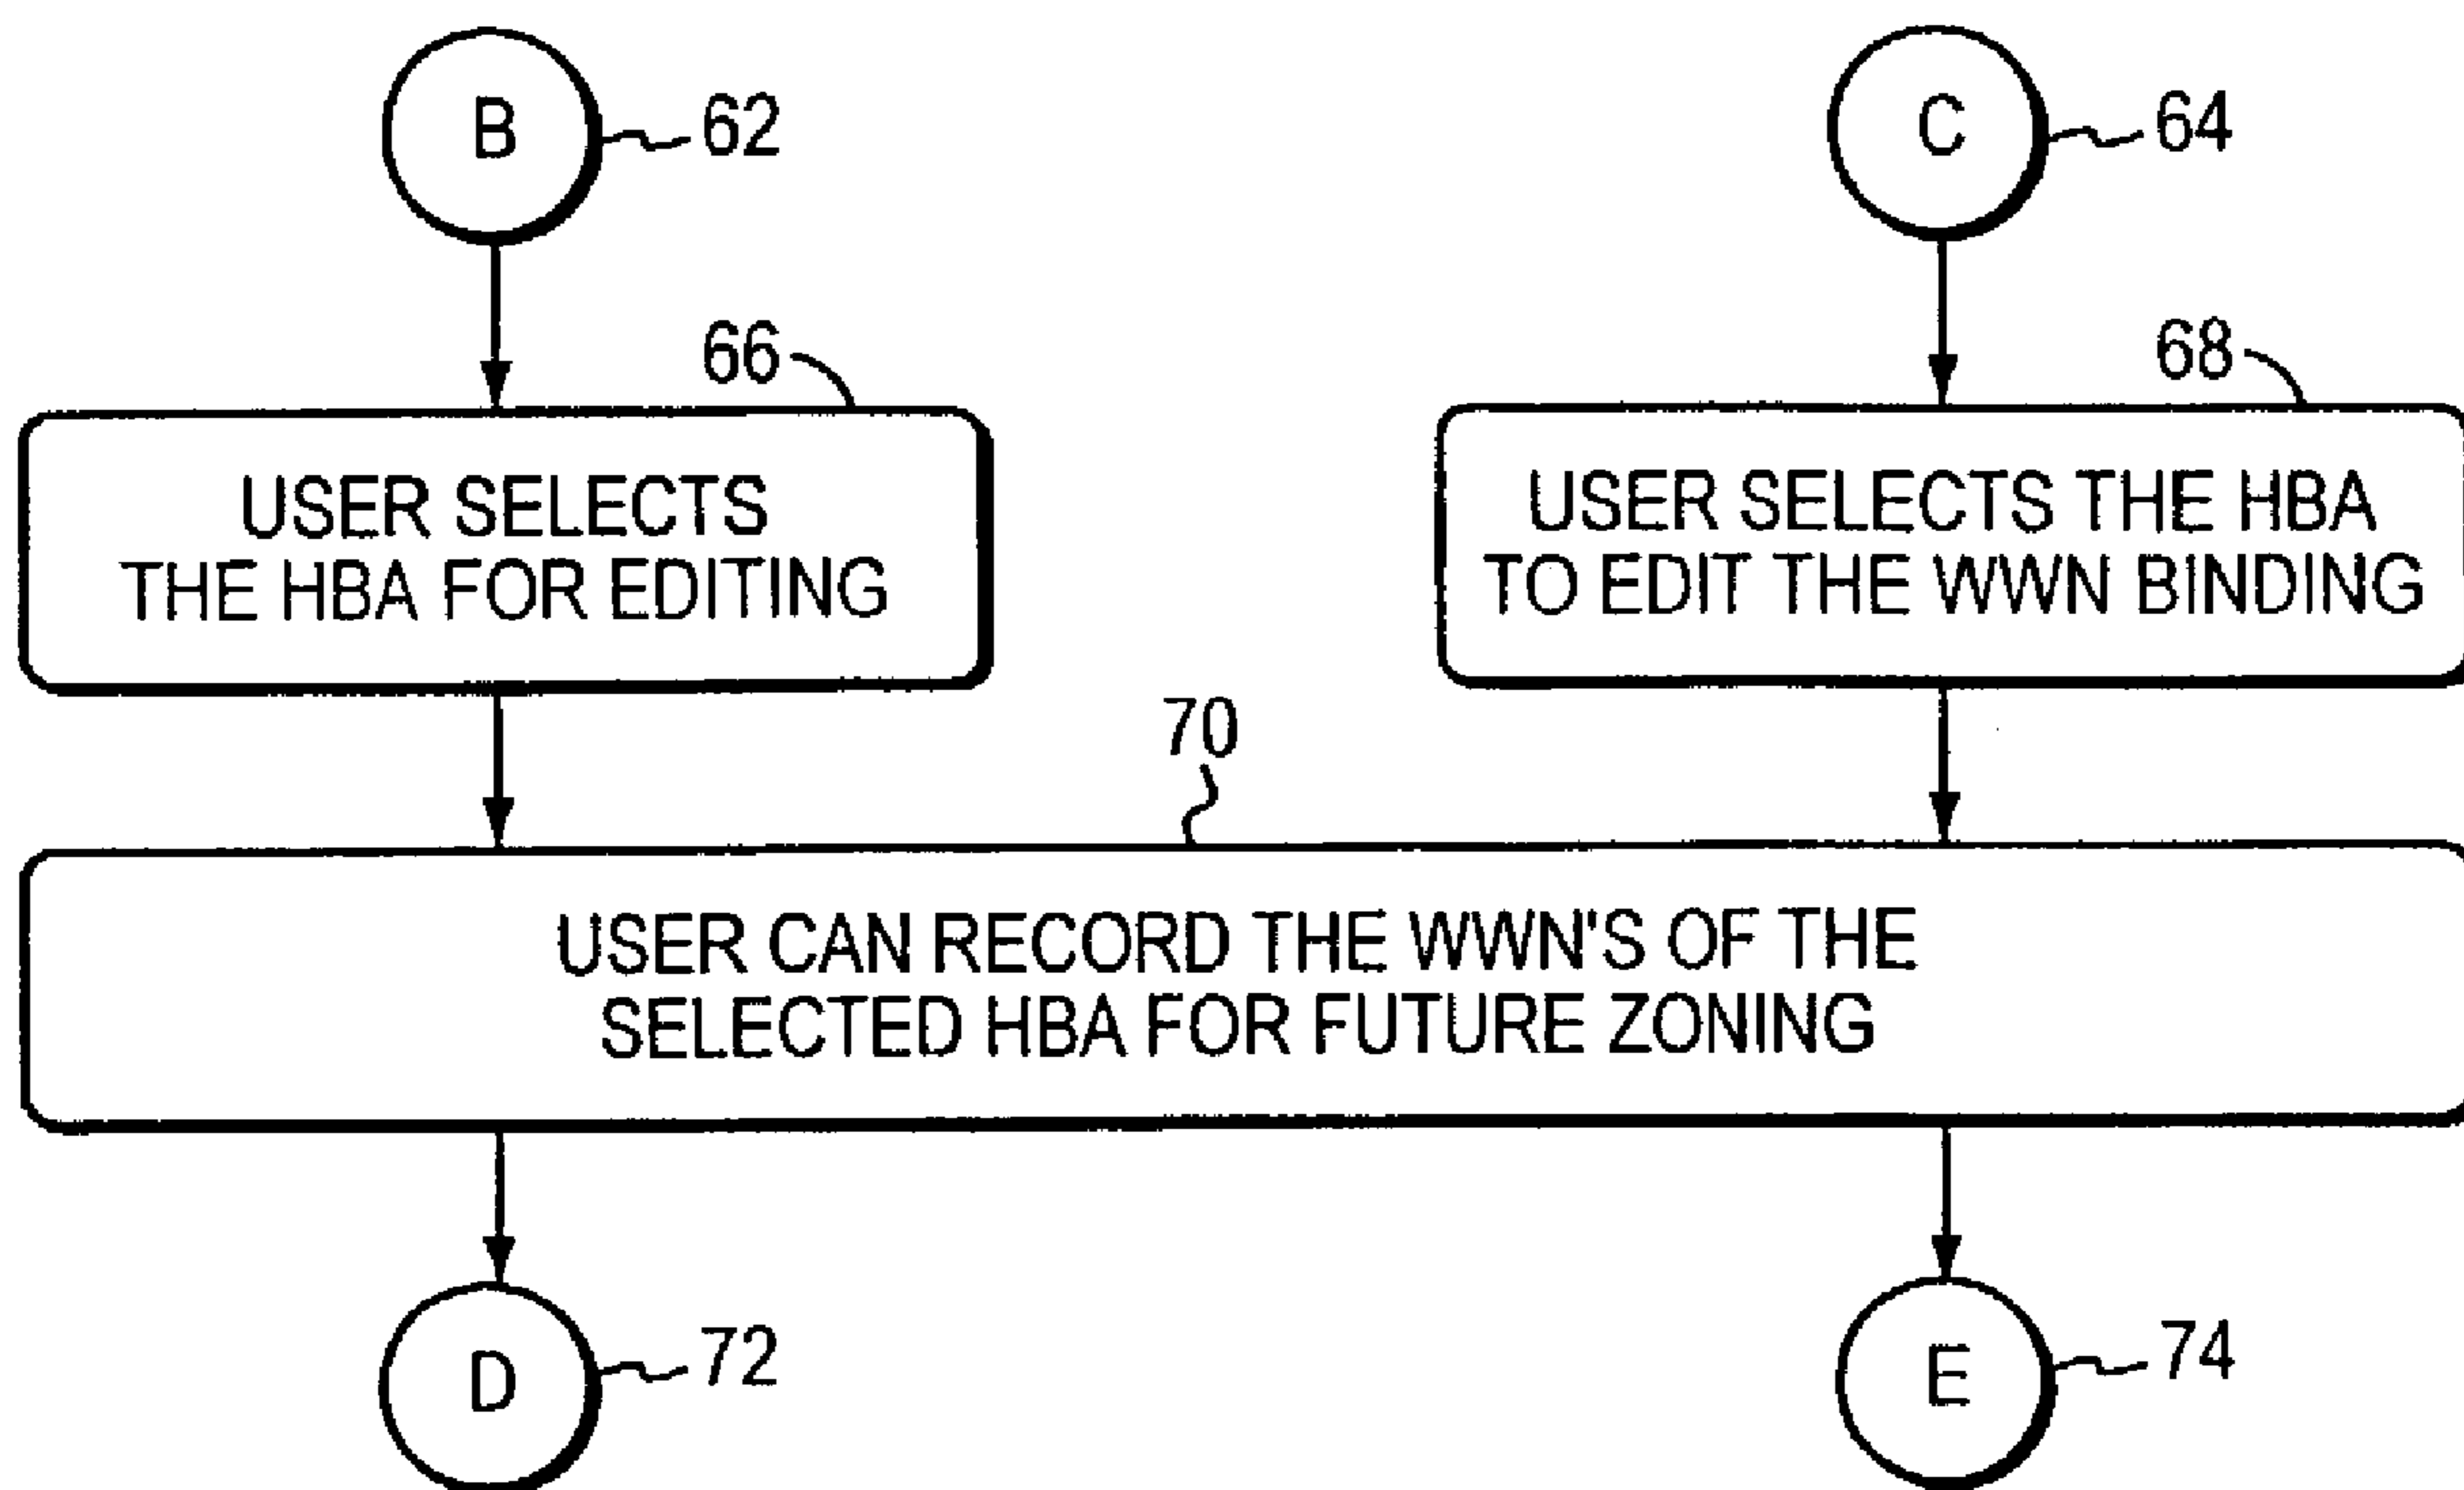 B
62
C
64
66
68
USER SELECTS
THE HBA FOR EDITING
USER SELECTS THE HBA
TO EDIT THE WWN BINDING
70
USER CAN RECORD THE WWN'S OF THE
SELECTED HBA FOR FUTURE ZONING
D
72
E
74